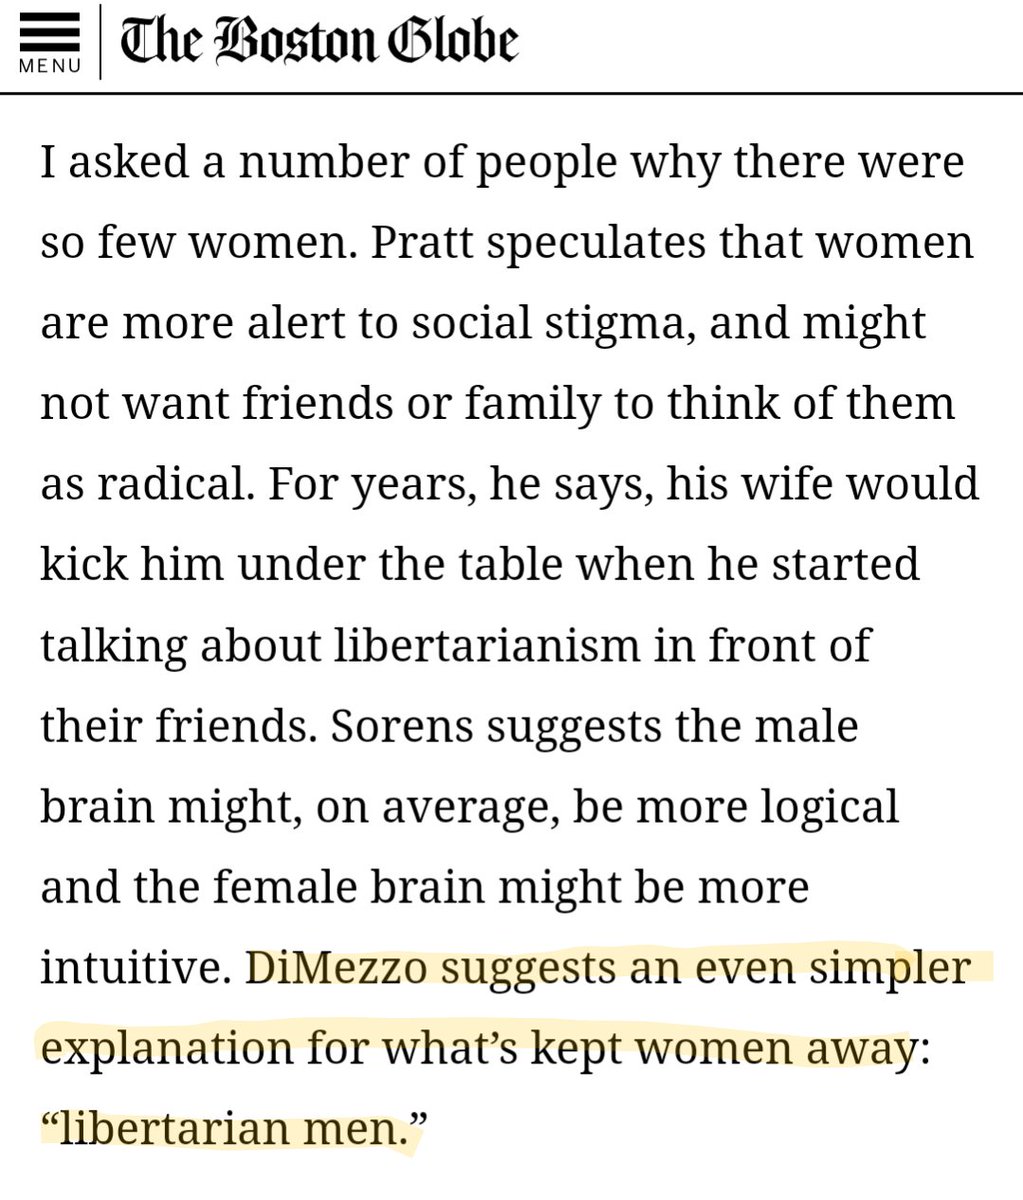 MENU
The Boston Globe
I asked a number of people why there were
so few women. Pratt speculates that women
are more alert to social stigma, and might
not want friends or family to think of them
as radical. For years, he says, his wife would
kick him under the table when he started
talking about libertarianism in front of
their friends. Sorens suggests the male
brain might, on average, be more logical
and the female brain might be more
intuitive. DiMezzo suggests an even simpler
explanation for what’s kept women away:
“libertarian men.”